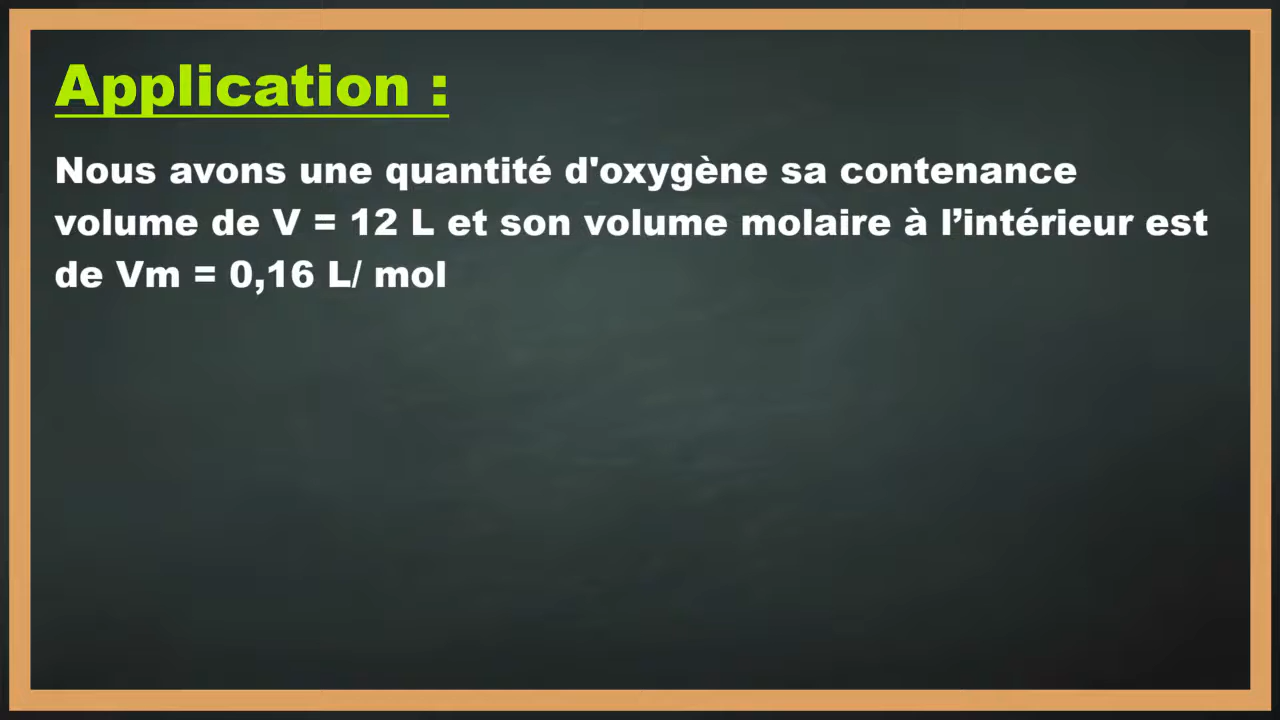 Application :
Nous avons une quantité d'oxygène sa contenance
volume de V = 12 L et son volume molaire à l’intérieur est
de Vm = 0,16 L/ mol